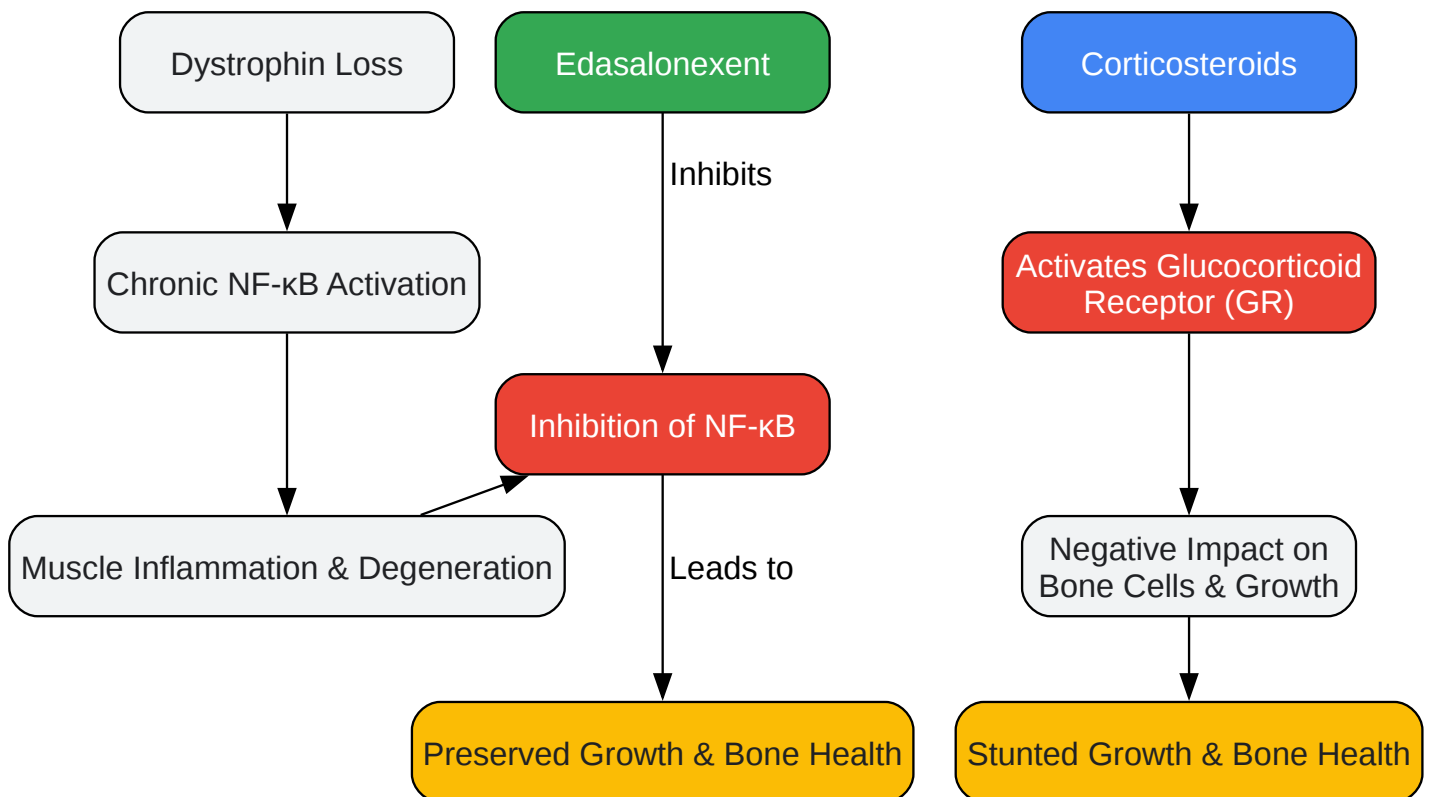 Dystrophin Loss
Edasalonexent
Corticosteroids
Inhibits
Chronic NF-κB Activation
Activates Glucocorticoid
Receptor (GR)
Inhibition of NF-κB
Muscle Inflammation & Degeneration
Leads to
Negative Impact on
Bone Cells & Growth
Preserved Growth & Bone Health
Stunted Growth & Bone Health